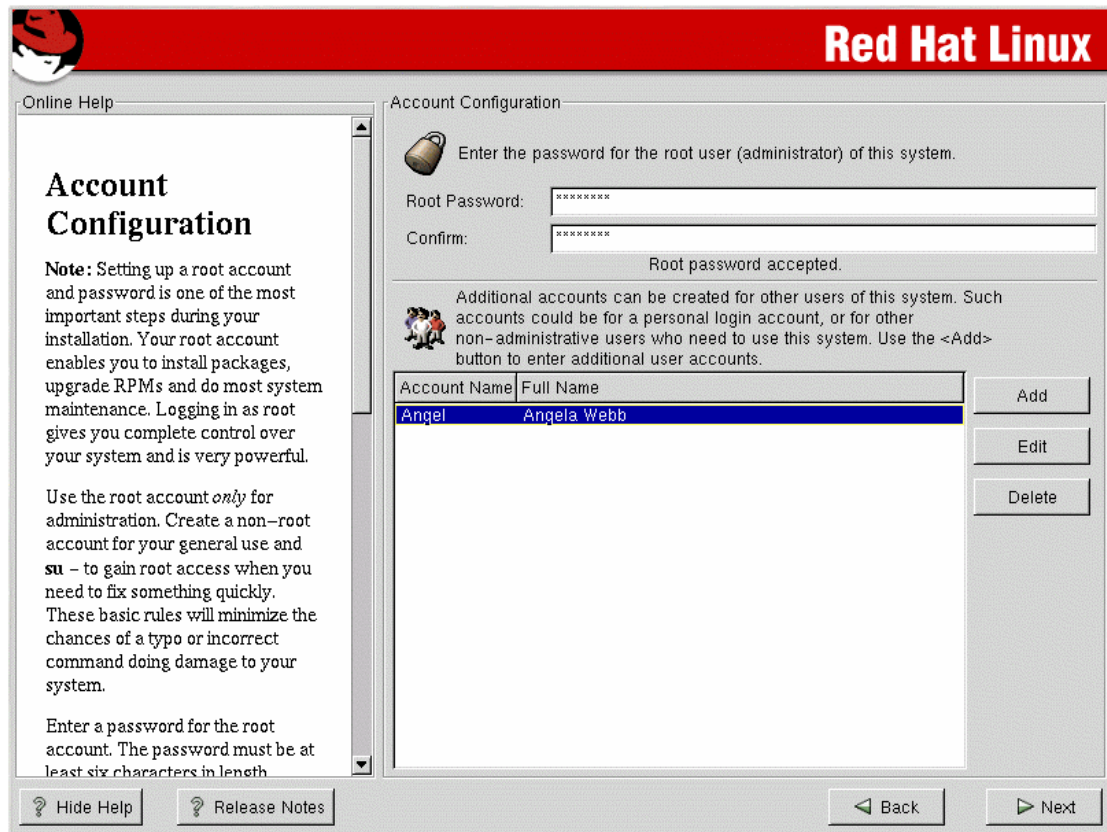 Red Hat Linux
Online Help
Account
Configuration
Note: Setting up a root account
and password is one of the most
important steps during your
installation. Your root account
enables you to install packages,
upgrade RPMs and do most system
maintenance. Logging in as root
gives you complete control over
your system and is very powerful.
Use the root account only for
administration. Create a non-root
account for your general use and
su - to gain root access when you
need to fix something quickly.
These basic rules will minimize the
chances of a typo or incorrect
command doing damage to your
system.
Enter a password for the root
account. The password must be at
least six characters in length.
Account Configuration
Enter the password for the root user (administrator) of this system.
Root Password: ********
Confirm: ********
Root password accepted.
Additional accounts can be created for other users of this system. Such
accounts could be for a personal login account, or for other
non-administrative users who need to use this system. Use the <Add>
button to enter additional user accounts.
Account Name Full Name
Angel Angela Webb
Add
Edit
Delete
Hide Help
Release Notes
Back
Next